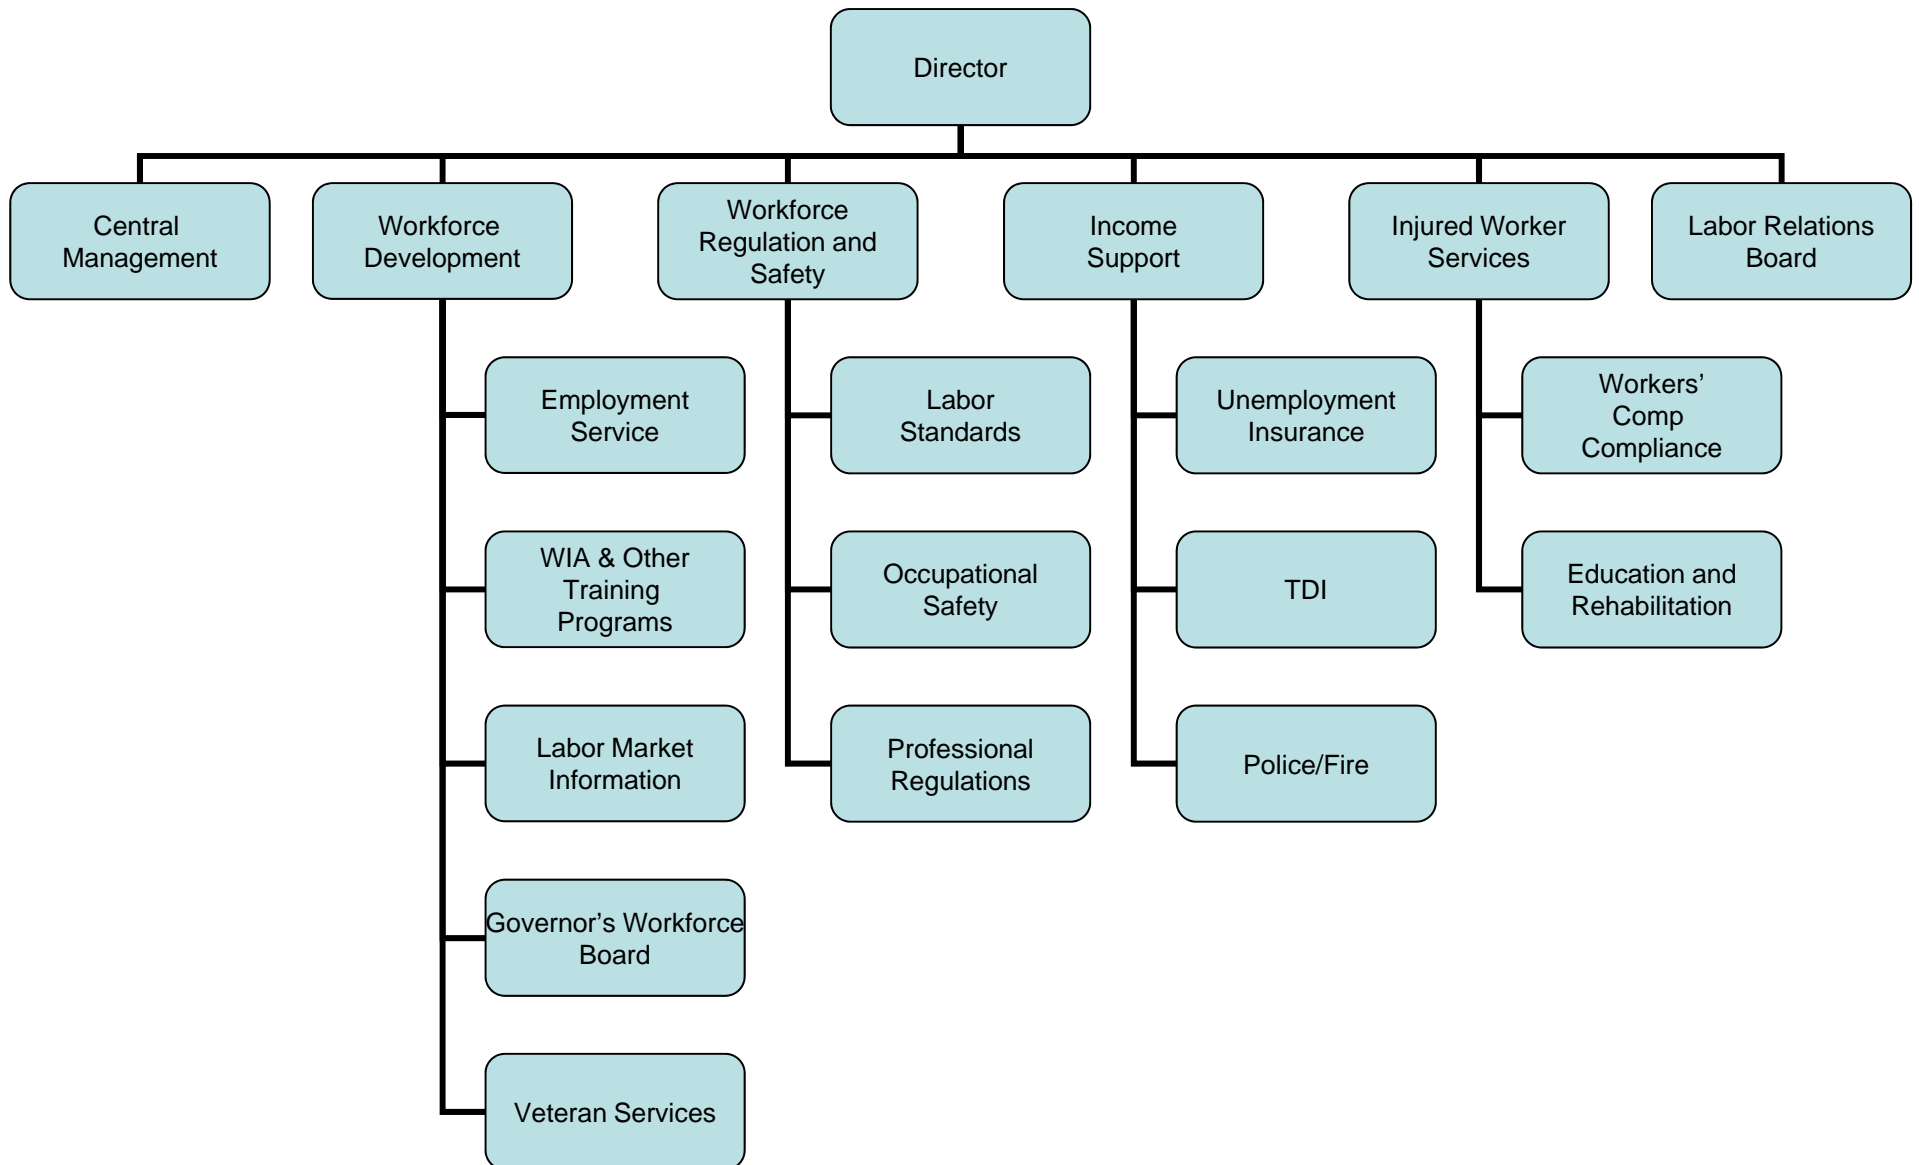 Director
Central
Management
Workforce
Development
Workforce
Regulation and
Safety
Income
Support
Injured Worker
Services
Labor Relations
Board
Employment
Service
Labor
Standards
Unemployment
Insurance
Workers’
Comp
Compliance
WIA & Other
Training
Programs
Occupational
Safety
TDI
Education and
Rehabilitation
Labor Market
Information
Professional
Regulations
Police/Fire
Governor’s Workforce
Board
Veteran Services